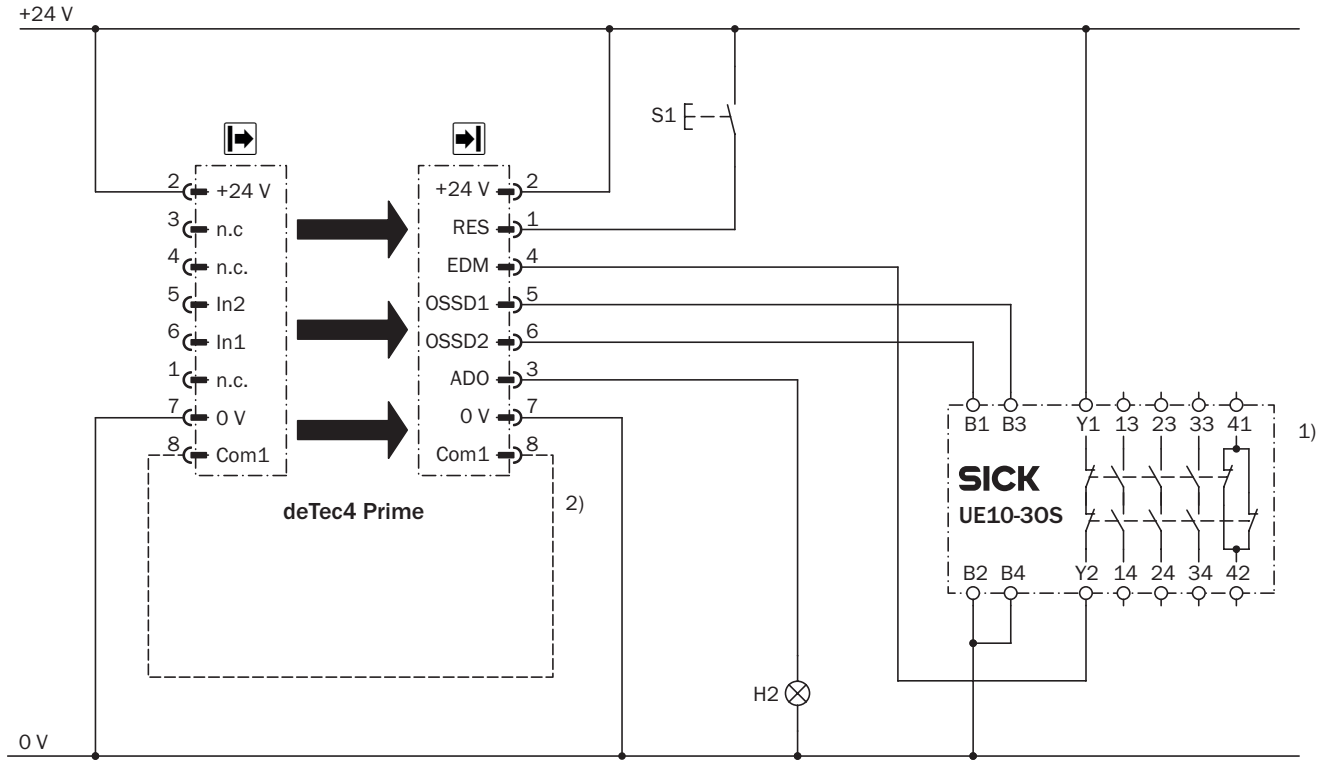 +24 V
S1
2 +24 V
3 n.c
4 n.c.
5 In2
6 In1
1 n.c.
7 0 V
8 Com1
+24 V 2
RES 1
EDM 4
OSSD1 5
OSSD2 6
ADO 3
0 V 7
Com1 8
deTec4 Prime
2)
B1 B3 Y1 13 23 33 41
1)
SICK
UE10-30S
B2 B4 Y2 14 24 34 42
H2
0 V